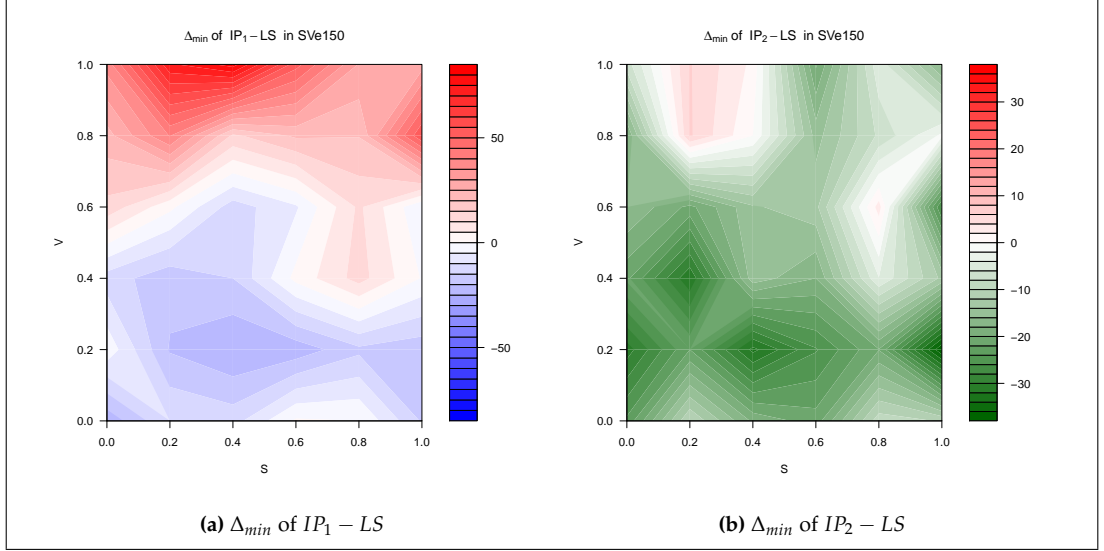 Δmin of IP1 – LS in SVe150
1.0
0.8
0.6
0.4
0.2
0.0
V
0.0 0.2 0.4 0.6 0.8 1.0
S
50
0
−50
(a) Δmin of IP1 − LS
Δmin of IP2 – LS in SVe150
1.0
0.8
0.6
0.4
0.2
0.0
V
0.0 0.2 0.4 0.6 0.8 1.0
S
30
20
10
0
−10
−20
−30
(b) Δmin of IP2 − LS